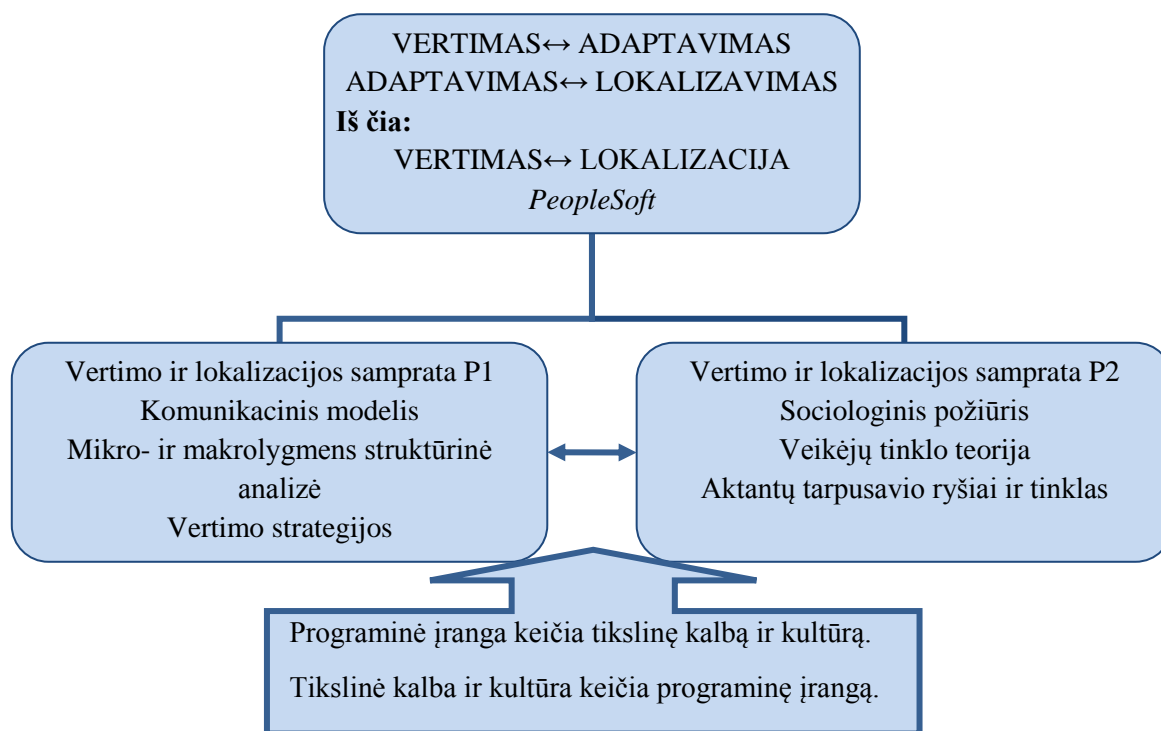 VERTIMAS↔ ADAPTAVIMAS
ADAPTAVIMAS↔ LOKALIZAVIMAS
Iš čia:
VERTIMAS↔ LOKALIZACIJA
PeopleSoft
Vertimo ir lokalizacijos samprata P1
Komunikacinis modelis
Mikro- ir makrolygmens struktūrinė
analizė
Vertimo strategijos
Vertimo ir lokalizacijos samprata P2
Sociologinis požiūris
Veikėjų tinklo teorija
Aktantų tarpusavio ryšiai ir tinklas
Programinė įranga keičia tikslinę kalbą ir kultūrą.
Tikslinė kalba ir kultūra keičia programinę įrangą.